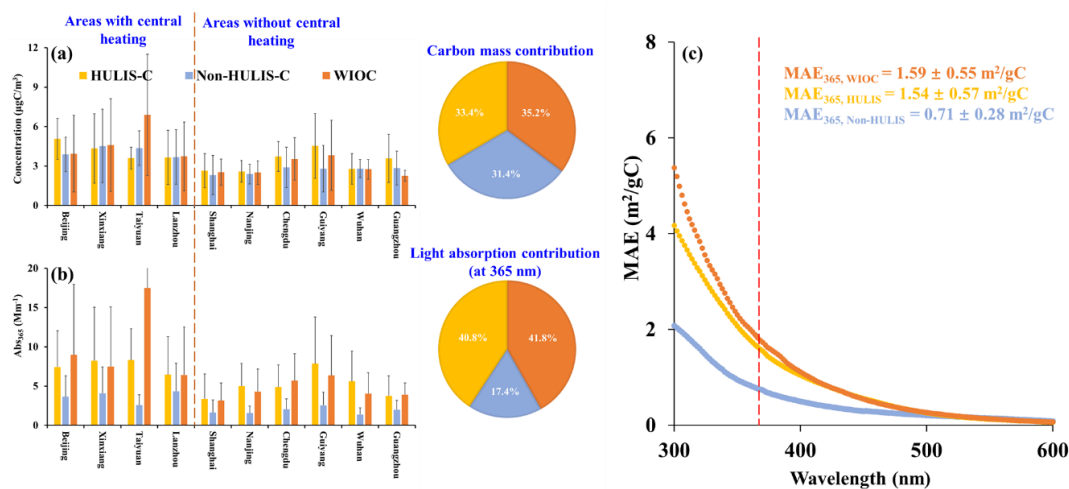 Areas with central heating
Areas without central heating
(a)
HULIS-C
Non-HULIS-C
WIOC
Concentration (μgC/m³)
12
9
6
3
0
Beijing
Xinxiang
Taiyuan
Lanzhou
Shanghai
Nanjing
Chengdu
Guiyang
Wuhan
Guangzhou
(b)
Abs365 (Mm⁻¹)
20
15
10
5
0
Beijing
Xinxiang
Taiyuan
Lanzhou
Shanghai
Nanjing
Chengdu
Guiyang
Wuhan
Guangzhou
Carbon mass contribution
33.4%
35.2%
31.4%
Light absorption contribution
(at 365 nm)
40.8%
41.8%
17.4%
(c)
MAE365, WIOC = 1.59 ± 0.55 m²/gC
MAE365, HULIS = 1.54 ± 0.57 m²/gC
MAE365, Non-HULIS = 0.71 ± 0.28 m²/gC
MAE (m²/gC)
8
6
4
2
0
300
400
500
600
Wavelength (nm)